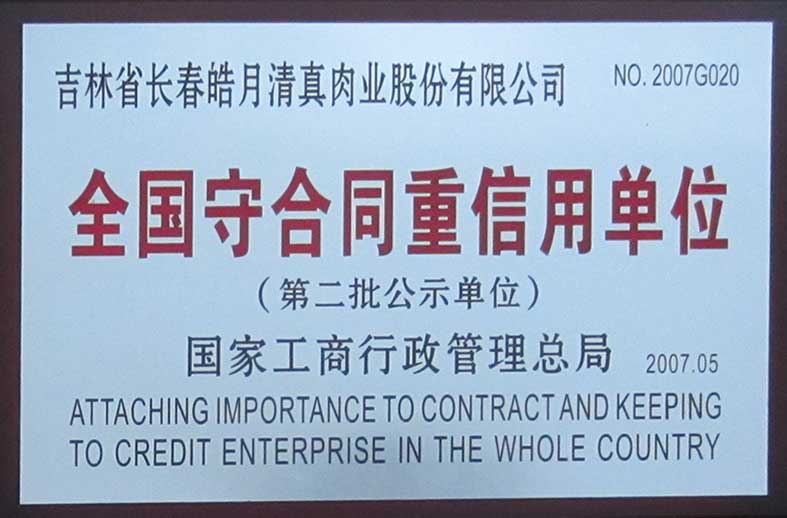 吉林省长春皓月清真肉业股份有限公司 NO. 2007G020
全国守合同重信用单位
（第二批公示单位）
国家工商行政管理总局 2007.05
ATTACHING IMPORTANCE TO CONTRACT AND KEEPING
TO CREDIT ENTERPRISE IN THE WHOLE COUNTRY